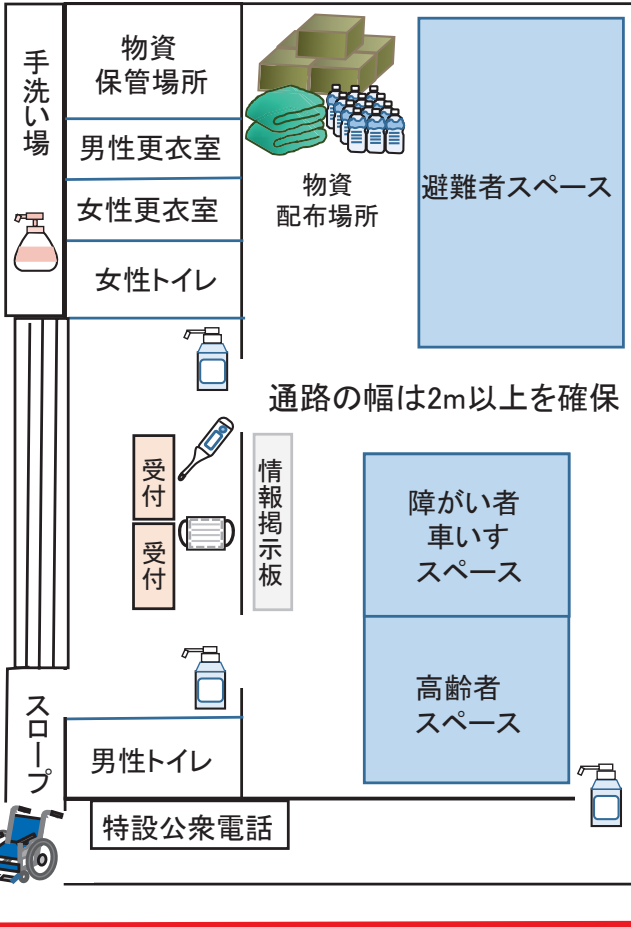 手洗い場
物資
保管場所
男性更衣室
女性更衣室
女性トイレ
物資
配布場所
避難者スペース
通路の幅は2m以上を確保
受付
受付
情報掲示板
障がい者
車いす
スペース
高齢者
スペース
スロープ
男性トイレ
特設公衆電話